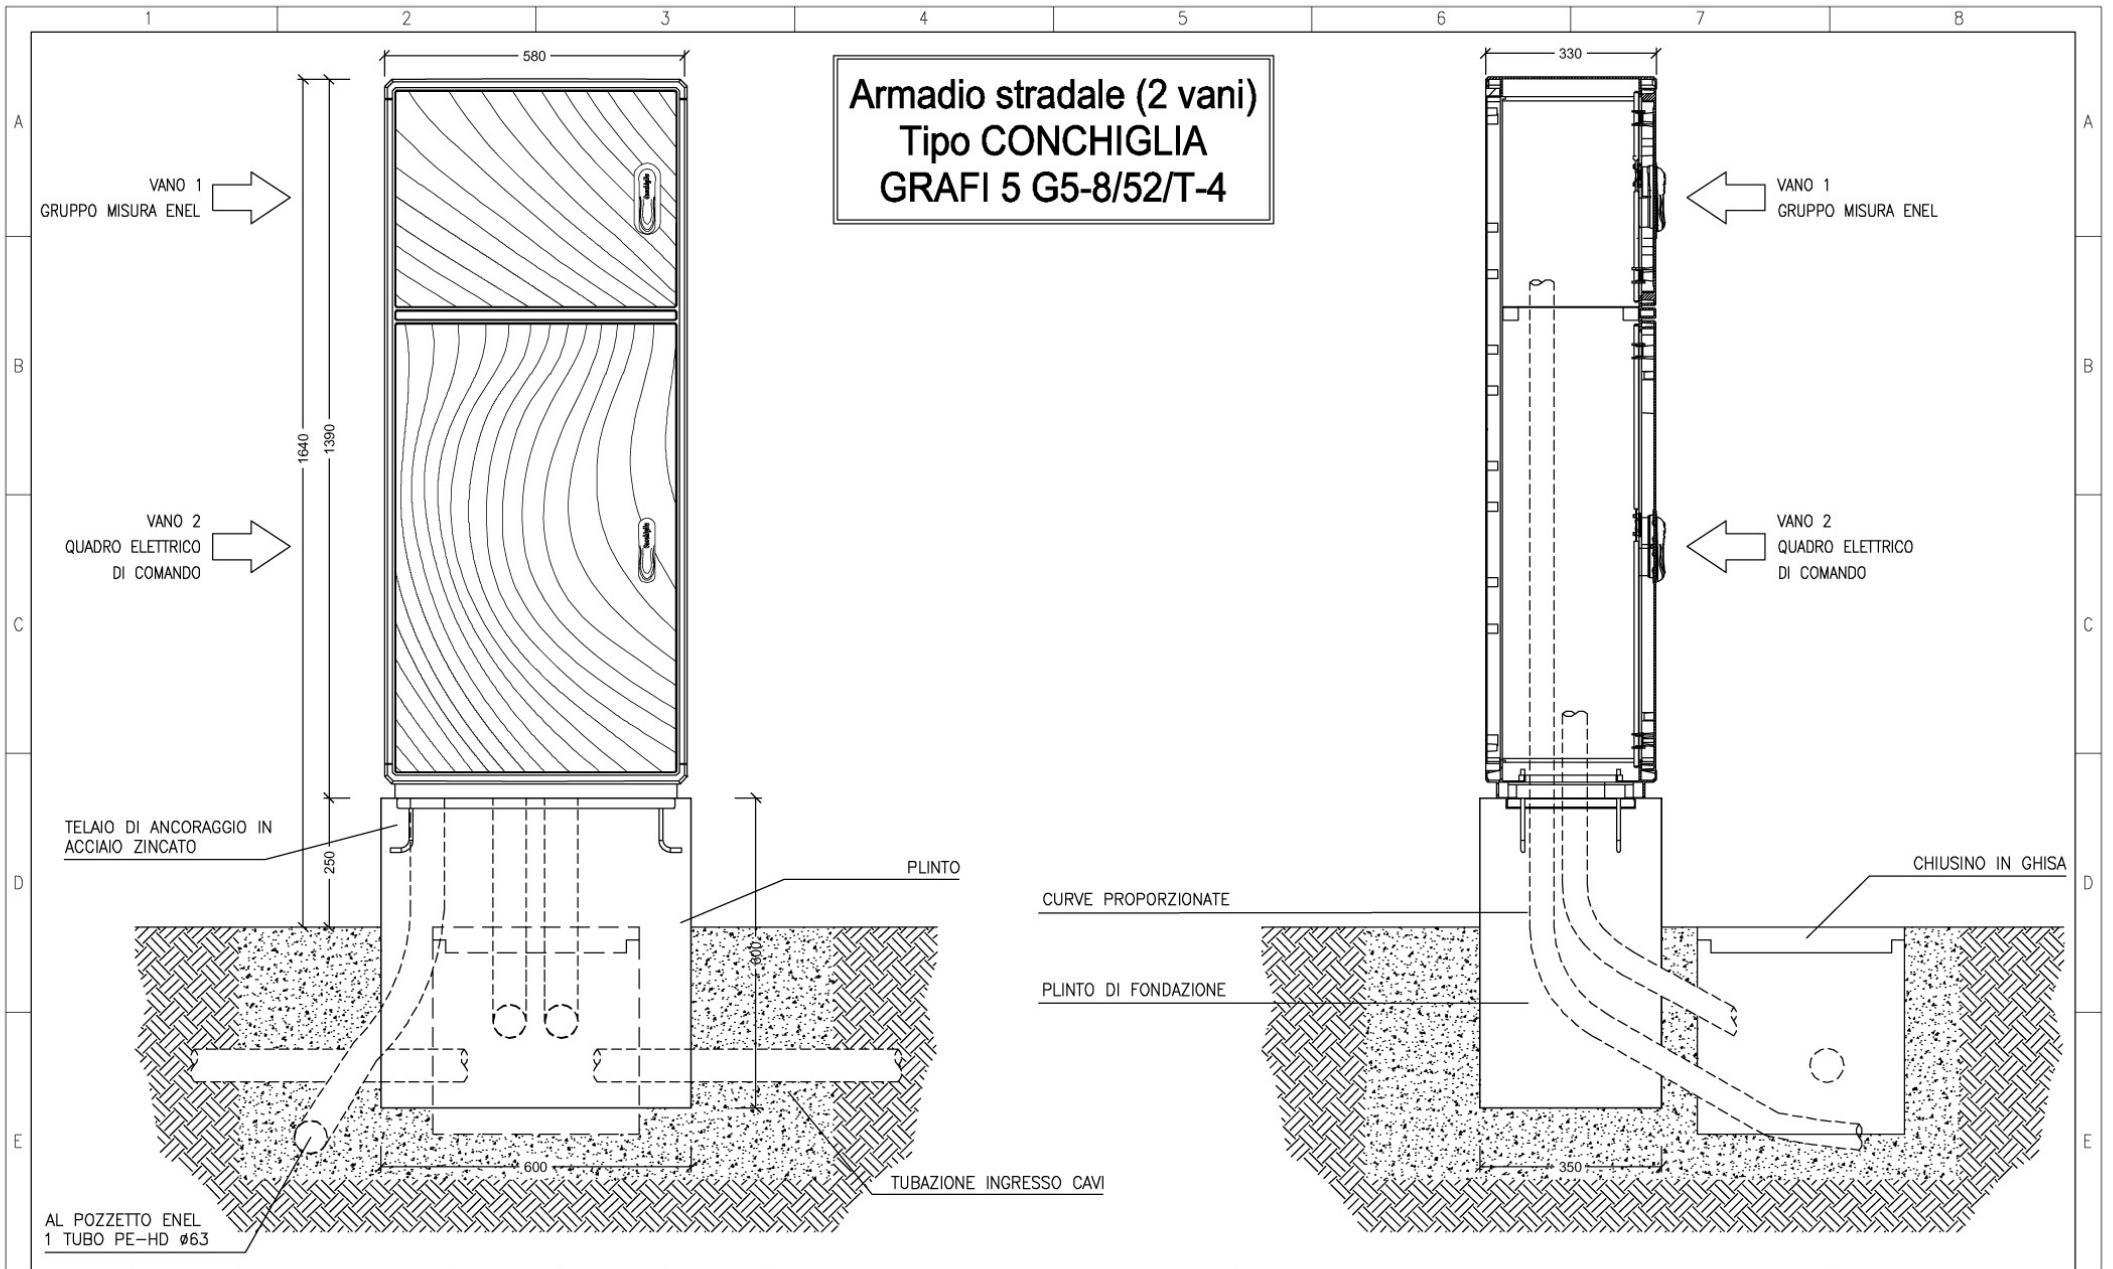 1 2 3 4 5 6 7 8
580
330
Armadio stradale (2 vani)
Tipo CONCHIGLIA
GRAFI 5 G5-8/52/T-4
A
A
VANO 1
GRUPPO MISURA ENEL
VANO 1
GRUPPO MISURA ENEL
B
B
1640
1390
VANO 2
QUADRO ELETTRICO
DI COMANDO
VANO 2
QUADRO ELETTRICO
DI COMANDO
C
C
TELAIO DI ANCORAGGIO IN
ACCIAIO ZINCATO
250
PLINTO
CHIUSINO IN GHISA
D
D
CURVE PROPORZIONATE
600
PLINTO DI FONDAZIONE
E
E
600
350
TUBAZIONE INGRESSO CAVI
AL POZZETTO ENEL
1 TUBO PE-HD ø63